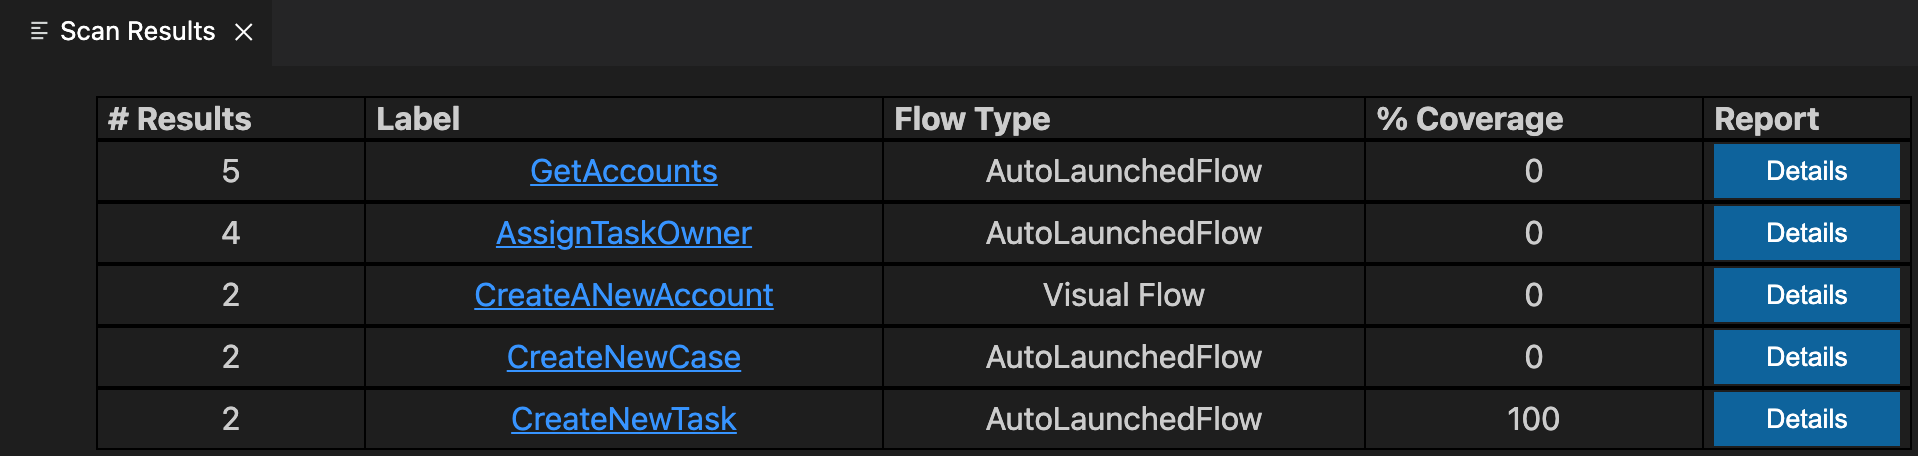 Scan Results
# Results Label Flow Type % Coverage Report
5 GetAccounts AutoLaunchedFlow 0 Details
4 AssignTaskOwner AutoLaunchedFlow 0 Details
2 CreateANewAccount Visual Flow 0 Details
2 CreateNewCase AutoLaunchedFlow 0 Details
2 CreateNewTask AutoLaunchedFlow 100 Details